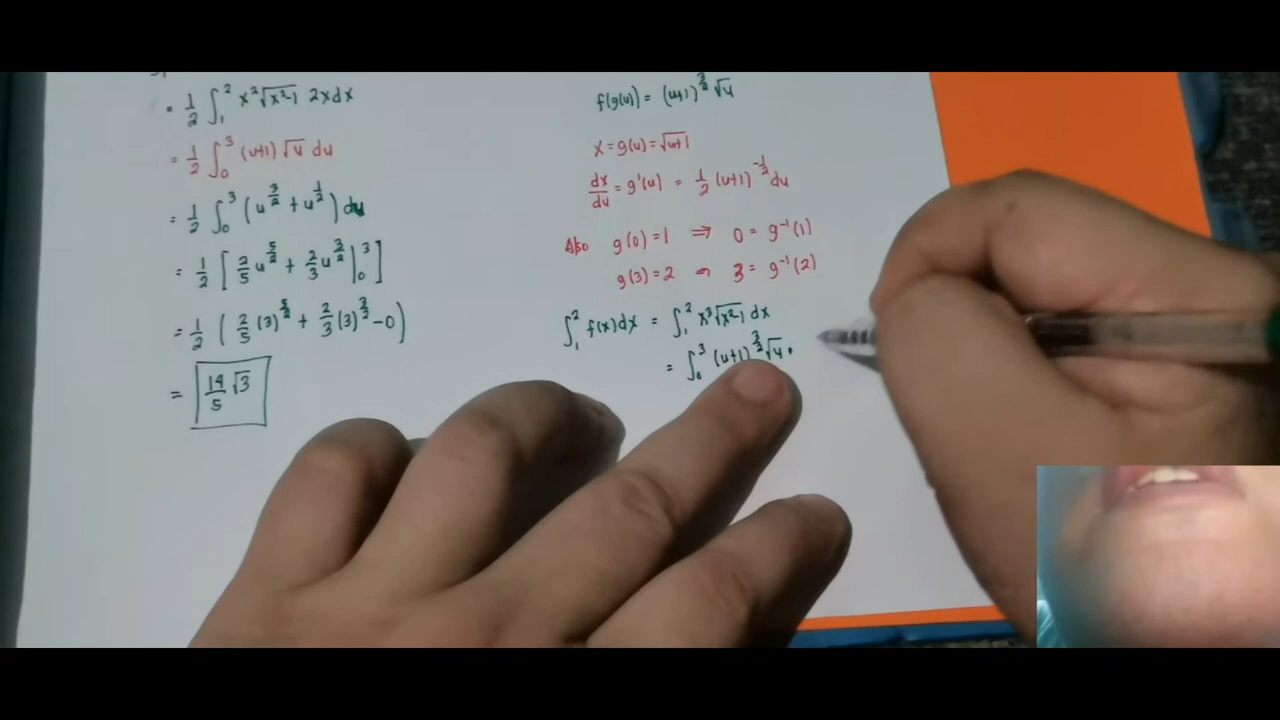 = 1/2 ∫₁² x²√(x²-1) 2xdx
= 1/2 ∫₀³ (u+1) √u du
= 1/2 ∫₀³ (u^(3/2) + u^(1/2)) du
= 1/2 [ 2/5 u^(5/2) + 2/3 u^(3/2) |₀³ ]
= 1/2 ( 2/5 (3)^(5/2) + 2/3 (3)^(3/2) - 0 )
= 14/5 √3
f(g(u)) = (u+1)^(3/2) √u
x = g(u) = √(u+1)
dx/du = g'(u) = 1/2 (u+1)^(-1/2) du
Also g(0) = 1 ⇒ 0 = g⁻¹(1)
g(3) = 2 ⇒ 3 = g⁻¹(2)
∫₁² f(x)dx = ∫₁² x³√(x²-1) dx
= ∫₀³ (u+1)^(3/2) √u ·